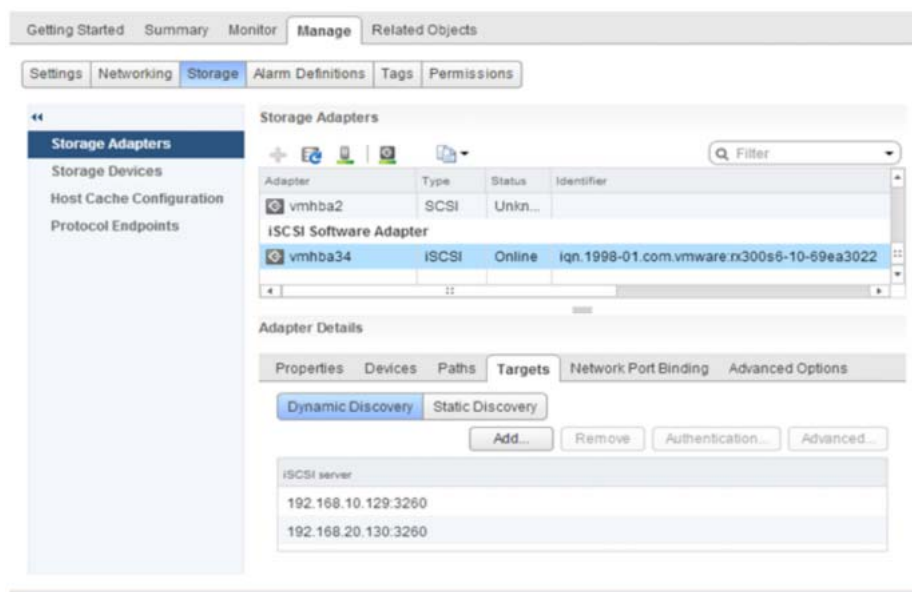 Getting Started Summary Monitor Manage Related Objects
Settings Networking Storage Alarm Definitions Tags Permissions
Storage Adapters
Storage Devices
Host Cache Configuration
Protocol Endpoints
Storage Adapters
Filter
Adapter Type Status Identifier
vmhba2 SCSI Unkn...
iSCSI Software Adapter
vmhba34 iSCSI Online iqn.1998-01.com.vmware:rx300s6-10-69ea3022
Adapter Details
Properties Devices Paths Targets Network Port Binding Advanced Options
Dynamic Discovery Static Discovery
Add... Remove Authentication... Advanced...
iSCSI server
192.168.10.129:3260
192.168.20.130:3260